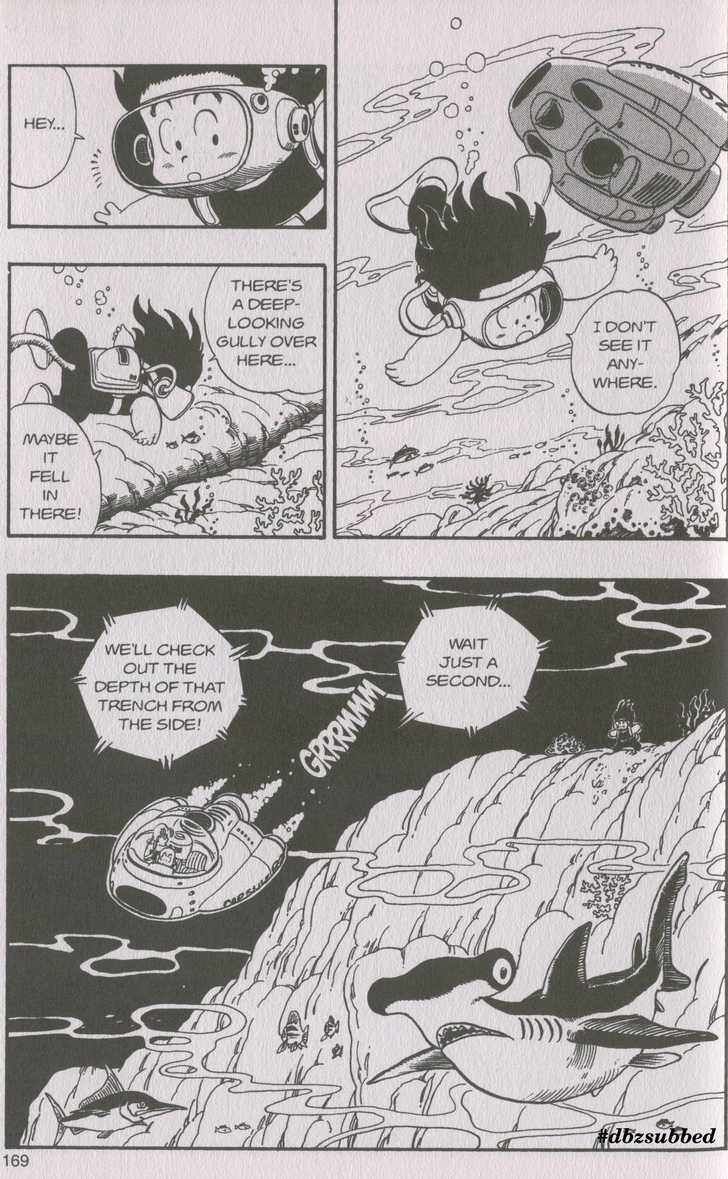 I DON'T
SEE IT
ANY-
WHERE.
HEY...
THERE'S
A DEEP-
LOOKING
GULLY OVER
HERE...
MAYBE
IT
FELL
IN
THERE!
WAIT
JUST A
SECOND...
GRRRMMM
WE'LL CHECK
OUT THE
DEPTH OF THAT
TRENCH FROM
THE SIDE!
#dbzsubbed
169